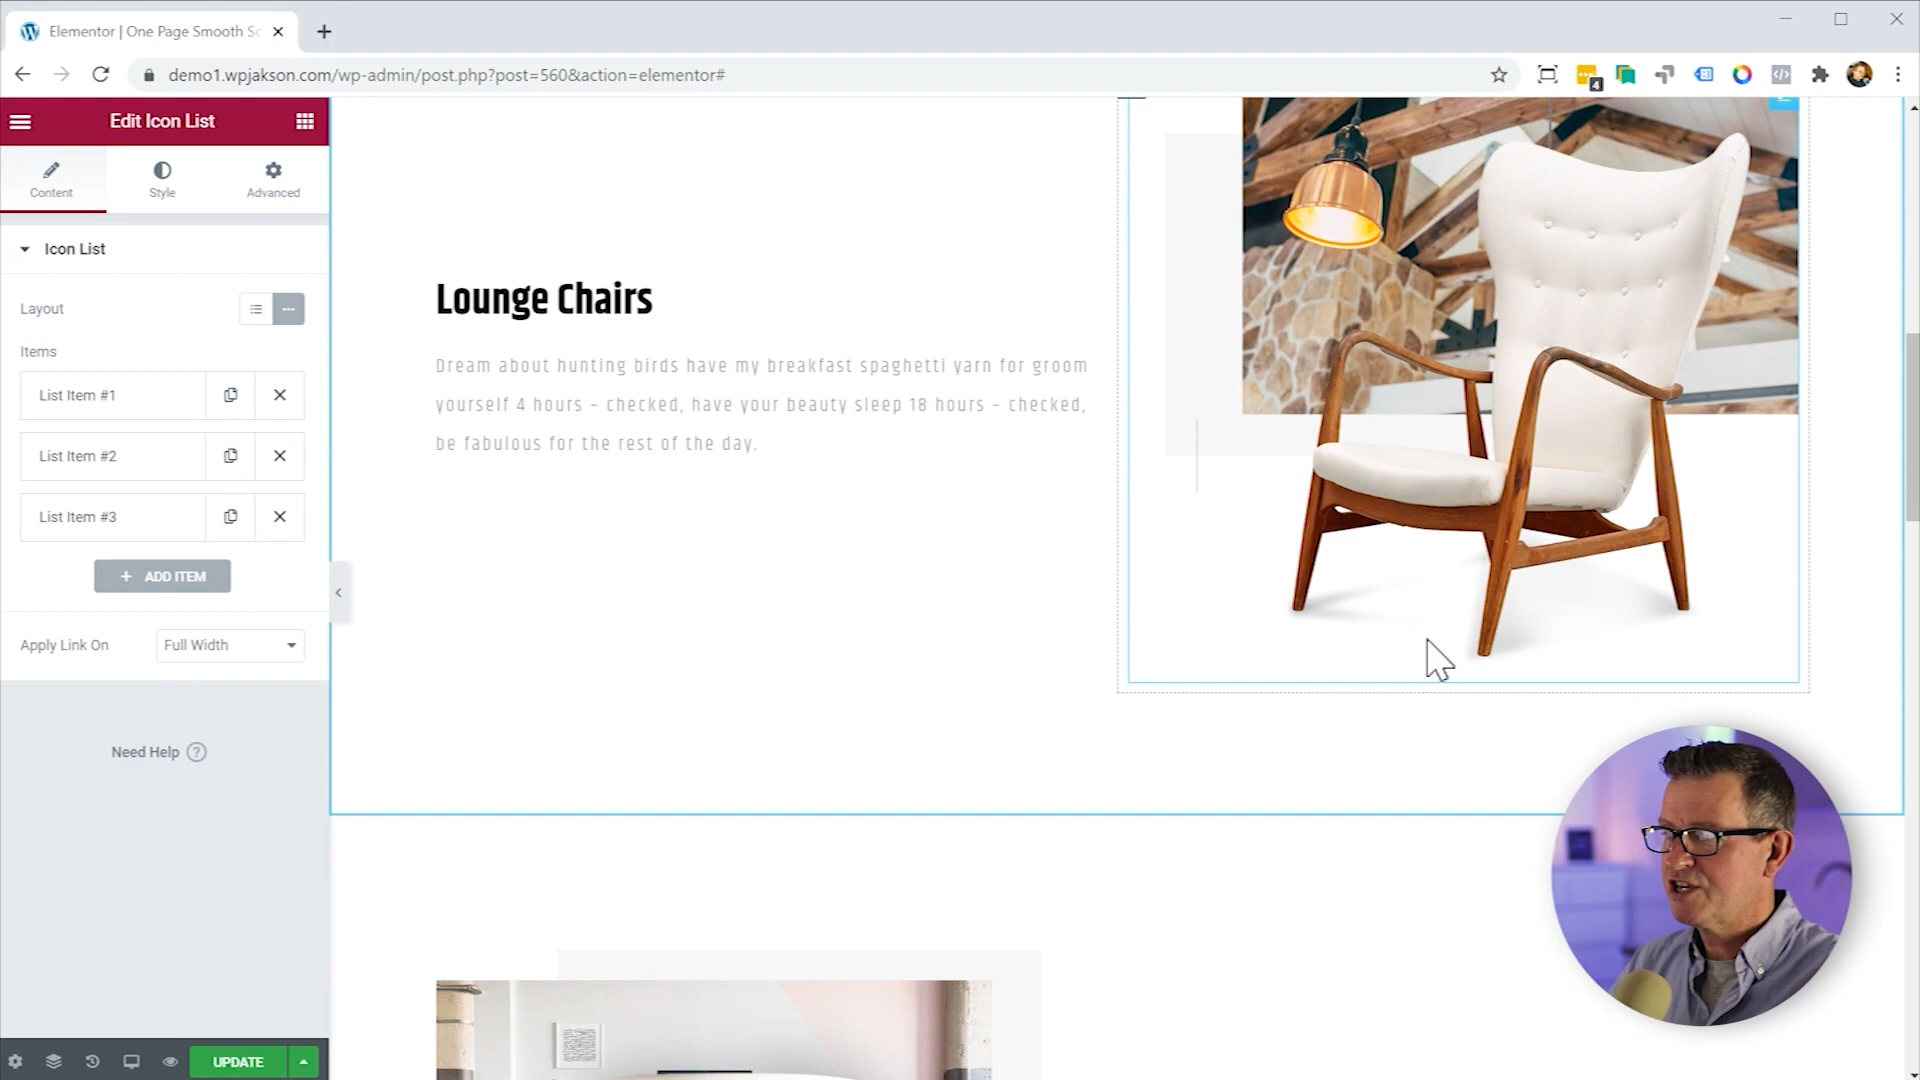 Elementor | One Page Smooth Sc
demo1.wpjakson.com/wp-admin/post.php?post=560&action=elementor#
4
Edit Icon List
Content
Style
Advanced
Icon List
Layout
Items
List Item #1
List Item #2
List Item #3
+ ADD ITEM
Apply Link On
Full Width
Need Help ?
UPDATE
Lounge Chairs
Dream about hunting birds have my breakfast spaghetti yarn for groom
yourself 4 hours – checked, have your beauty sleep 18 hours – checked,
be fabulous for the rest of the day.